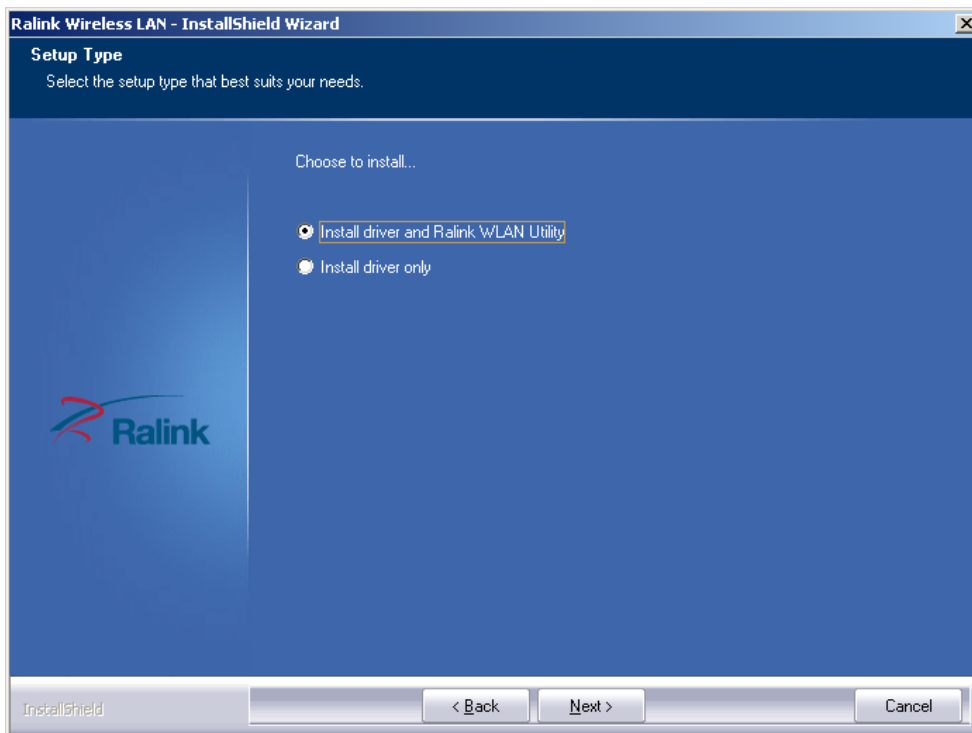 Ralink Wireless LAN - InstallShield Wizard
Setup Type
Select the setup type that best suits your needs.
Choose to install...
Install driver and Ralink WLAN Utility
Install driver only
Ralink
InstallShield
< Back
Next >
Cancel